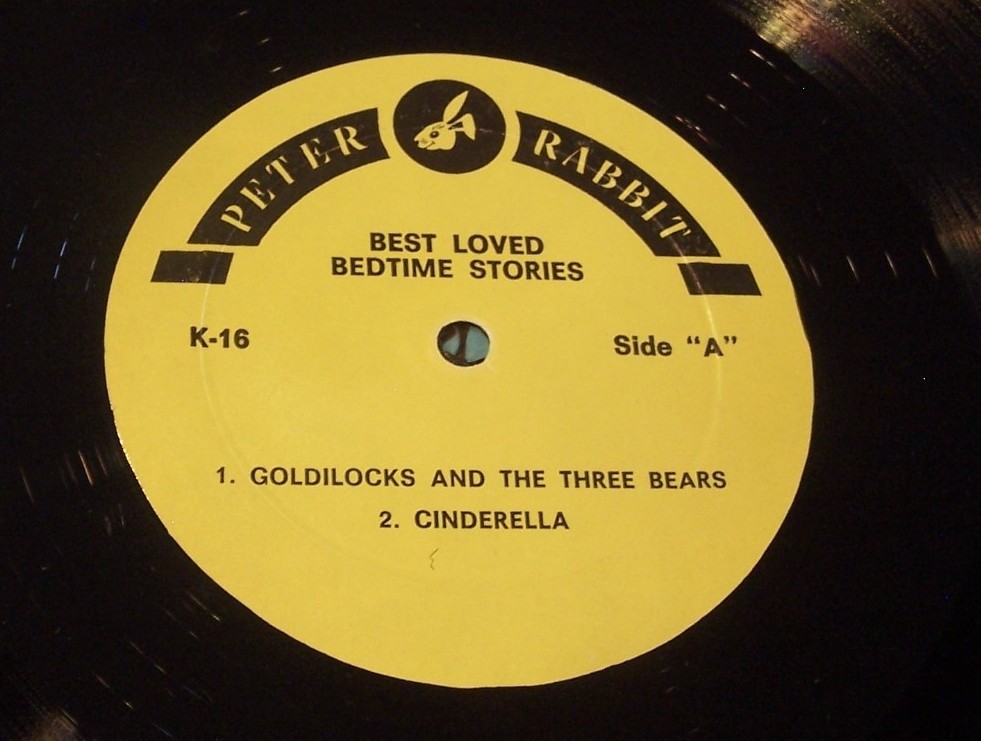 PETER RABBIT
BEST LOVED
BEDTIME STORIES
K-16
Side “A”
1. GOLDILOCKS AND THE THREE BEARS
2. CINDERELLA